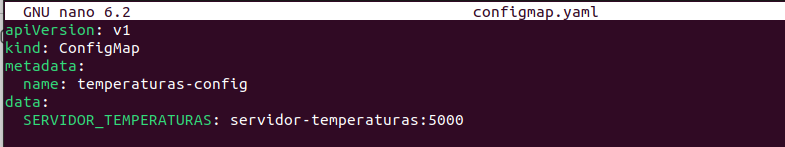 GNU nano 6.2 configmap.yaml
apiVersion: v1
kind: ConfigMap
metadata:
  name: temperaturas-config
data:
  SERVIDOR_TEMPERATURAS: servidor-temperaturas:5000